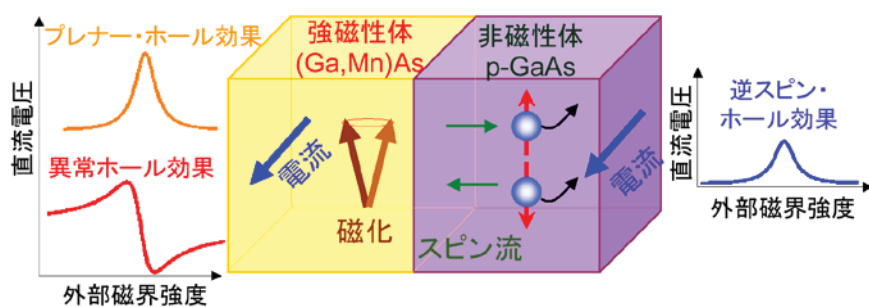 プレナー・ホール効果
直流電圧
異常ホール効果
外部磁界強度
強磁性体
(Ga,Mn)As
電流
磁化
非磁性体
p-GaAs
電流
スピン流
直流電圧
逆スピン・
ホール効果
外部磁界強度